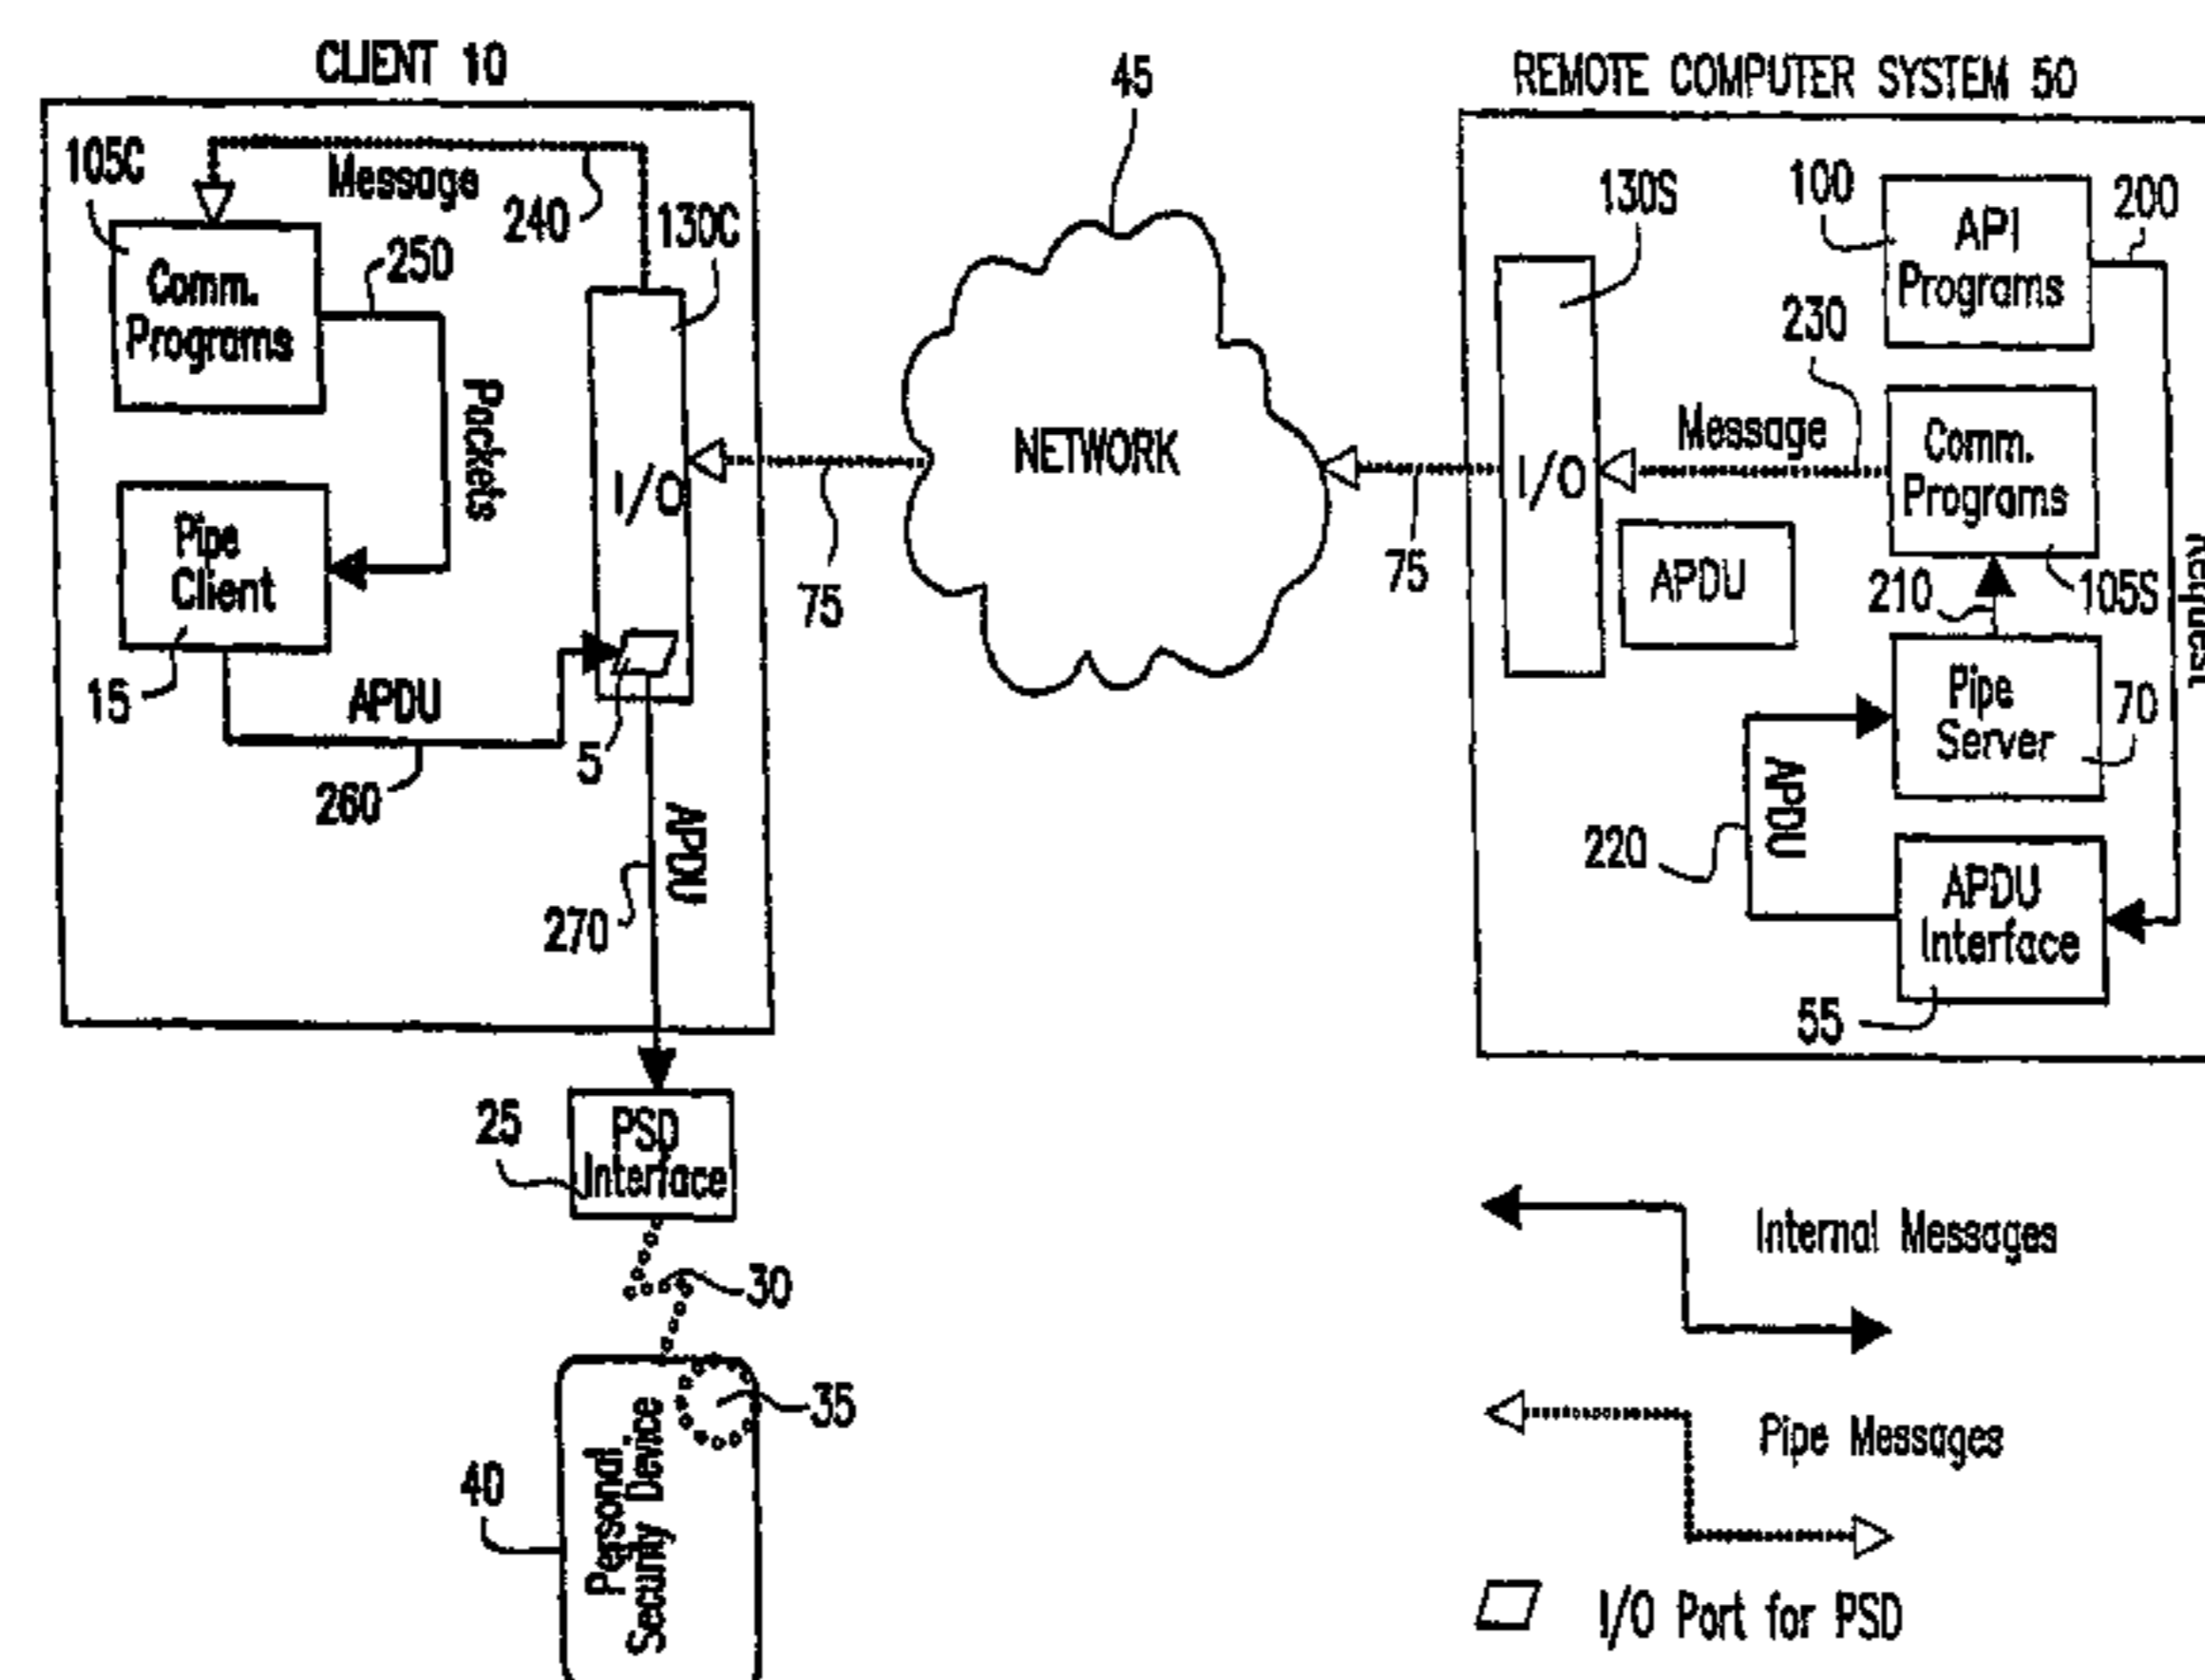 CLIENT 10
105C
Message
240
130C
Comm.
Programs
250
Packets
Pipe
Client
15
I/O
APDU
260
5
270
APDU
75
45
NETWORK
REMOTE COMPUTER SYSTEM 50
130S
100
API
Programs
200
230
Message
Comm.
Programs
I/O
75
APDU
210
105S
Request
Pipe
Server
70
APDU
220
APDU
Interface
55
25
PSD
Interface
30
35
40
Personal
Security Device
Internal Messages
Pipe Messages
I/O Port for PSD